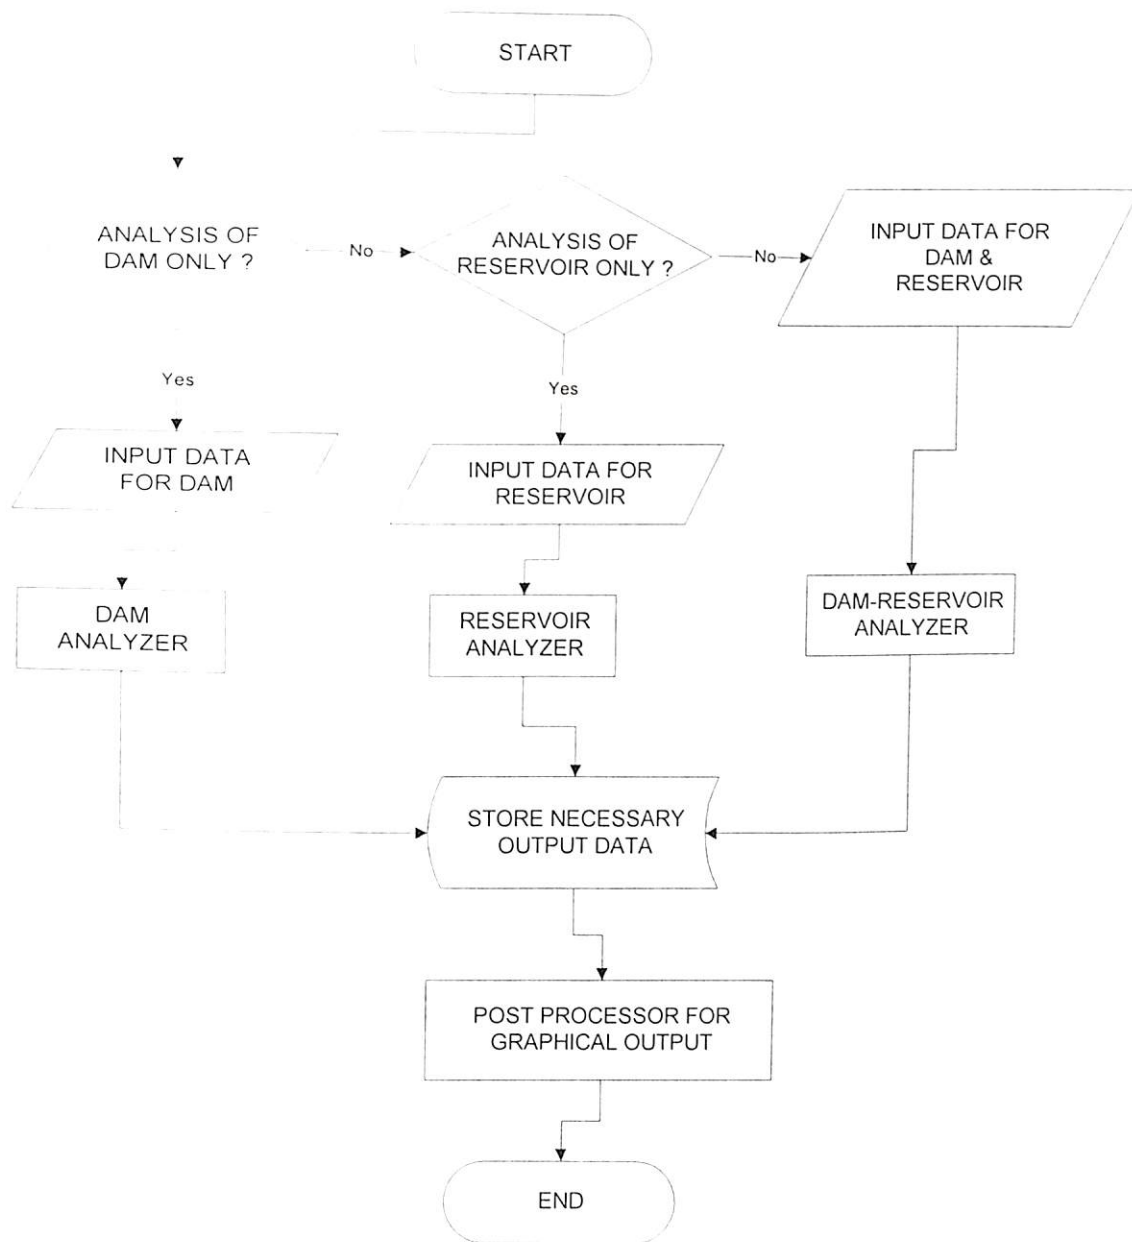 START
ANALYSIS OF
DAM ONLY ?
No
ANALYSIS OF
RESERVOIR ONLY ?
No
INPUT DATA FOR
DAM &
RESERVOIR
Yes
Yes
INPUT DATA
FOR DAM
INPUT DATA FOR
RESERVOIR
DAM
ANALYZER
RESERVOIR
ANALYZER
DAM-RESERVOIR
ANALYZER
STORE NECESSARY
OUTPUT DATA
POST PROCESSOR FOR
GRAPHICAL OUTPUT
END